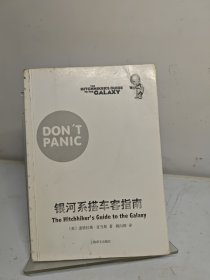 THE
HITCHHIKER'S GUIDE
TO THE
GALAXY
DON'T
PANIC
银河系搭车客指南
The Hitchhiker's Guide to the Galaxy